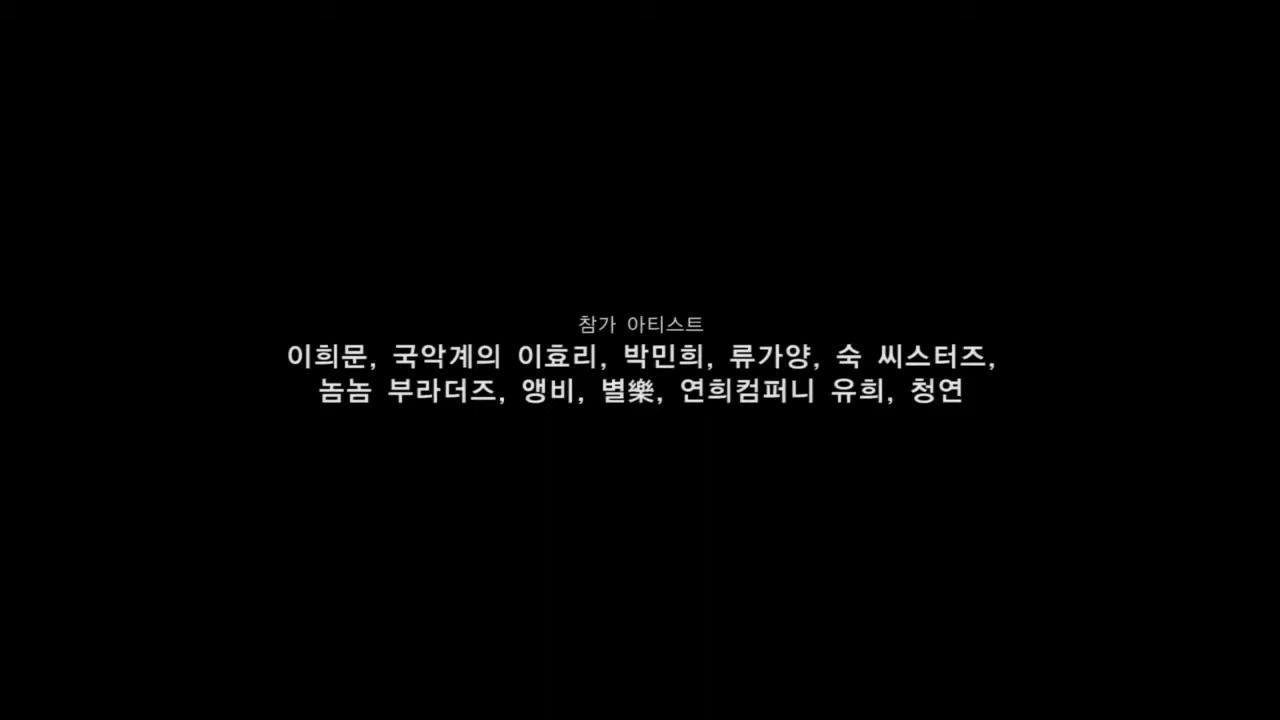 참가 아티스트
이희문, 국악계의 이효리, 박민희, 류가양, 숙 씨스터즈,
놈놈 부라더즈, 앵비, 별樂, 연희컴퍼니 유희, 청연